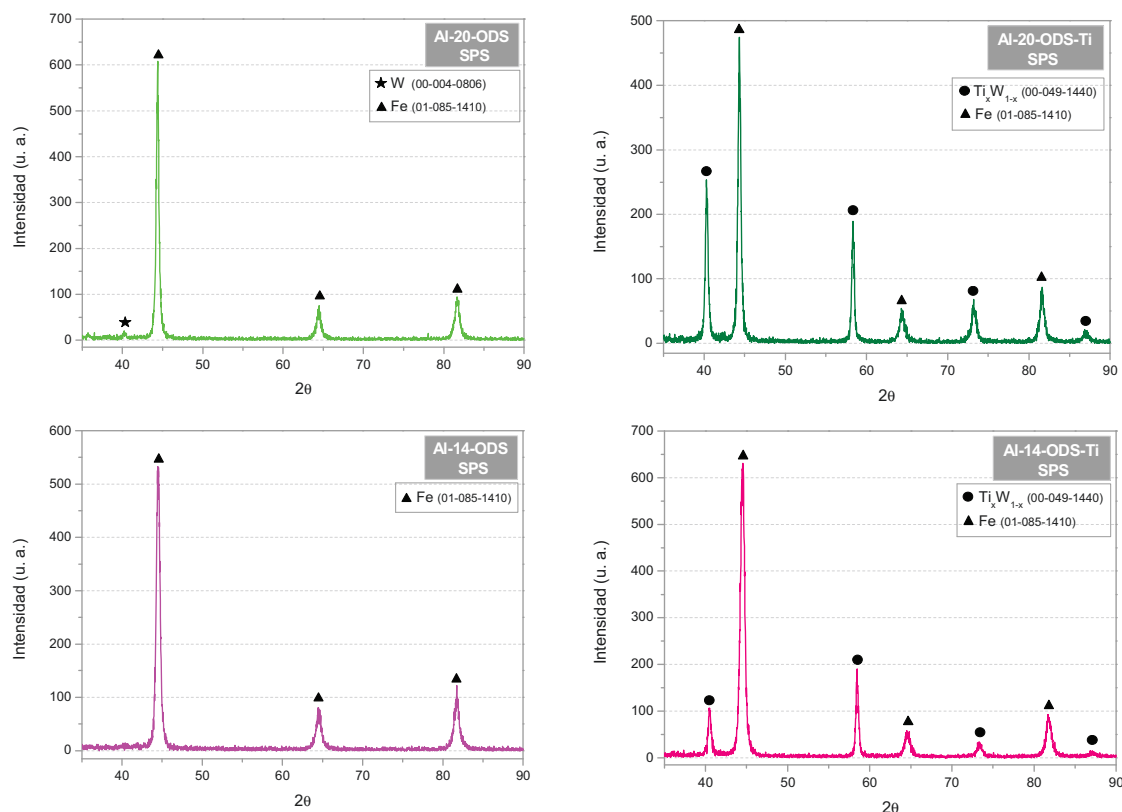 Al-20-ODS
SPS
★ W (00-004-0806)
▲ Fe (01-085-1410)
Intensidad (u. a.)
700
600
500
400
300
200
100
0
40 50 60 70 80 90
2θ
Al-20-ODS-Ti
SPS
● TiₓW₁₋ₓ (00-049-1440)
▲ Fe (01-085-1410)
Intensidad (u. a.)
500
400
300
200
100
0
40 50 60 70 80 90
2θ
Al-14-ODS
SPS
▲ Fe (01-085-1410)
Intensidad (u. a.)
600
500
400
300
200
100
0
40 50 60 70 80 90
2θ
Al-14-ODS-Ti
SPS
● TiₓW₁₋ₓ (00-049-1440)
▲ Fe (01-085-1410)
Intensidad (u. a.)
700
600
500
400
300
200
100
0
40 50 60 70 80 90
2θ